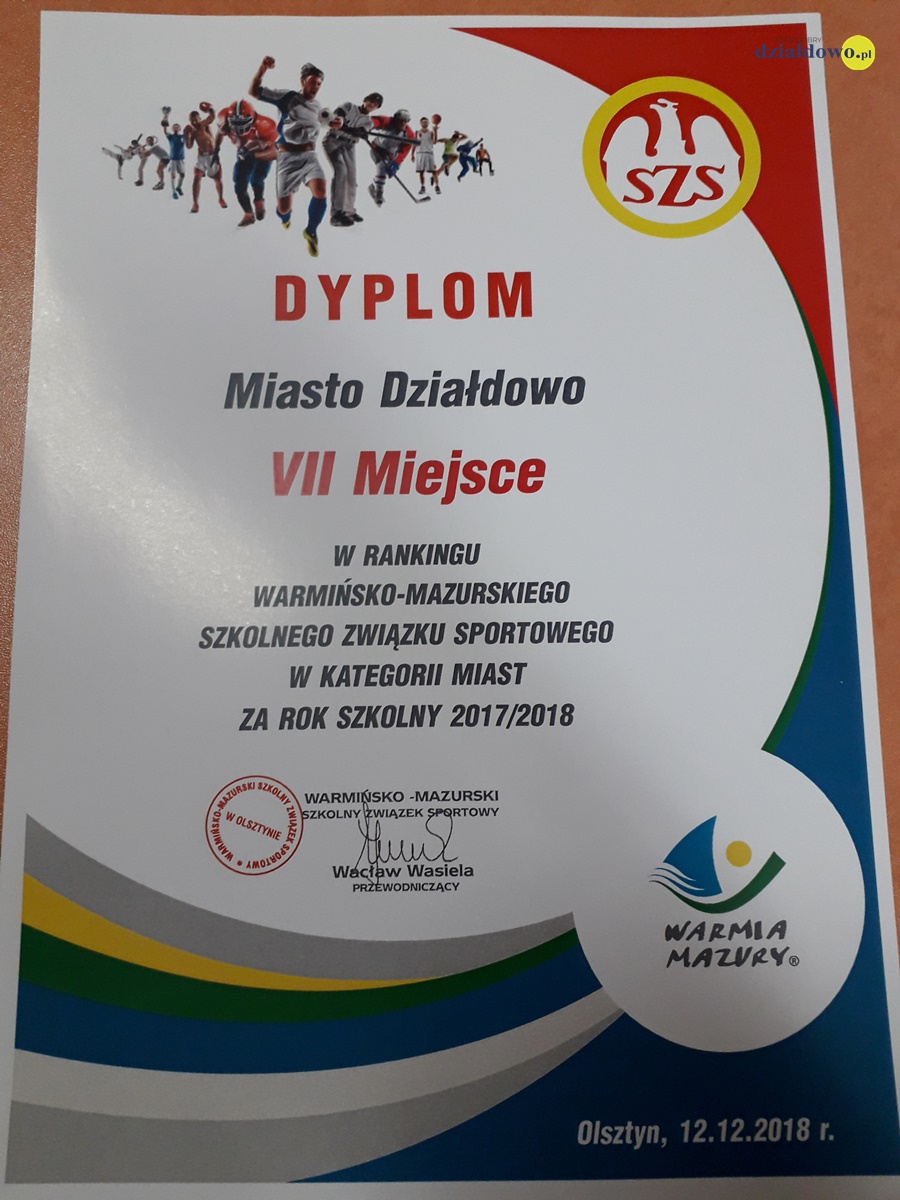 działdowo.pl
SZS
DYPLOM
Miasto Działdowo
VII Miejsce
W RANKINGU
WARMIŃSKO-MAZURSKIEGO
SZKOLNEGO ZWIĄZKU SPORTOWEGO
W KATEGORII MIAST
ZA ROK SZKOLNY 2017/2018
WARMIŃSKO-MAZURSKI SZKOLNY ZWIĄZEK SPORTOWY
W OLSZTYNIE
WARMIŃSKO -MAZURSKI
SZKOLNY ZWIĄZEK SPORTOWY
Wacław Wasiela
PRZEWODNICZĄCY
WARMIA
MAZURY®
Olsztyn, 12.12.2018 r.